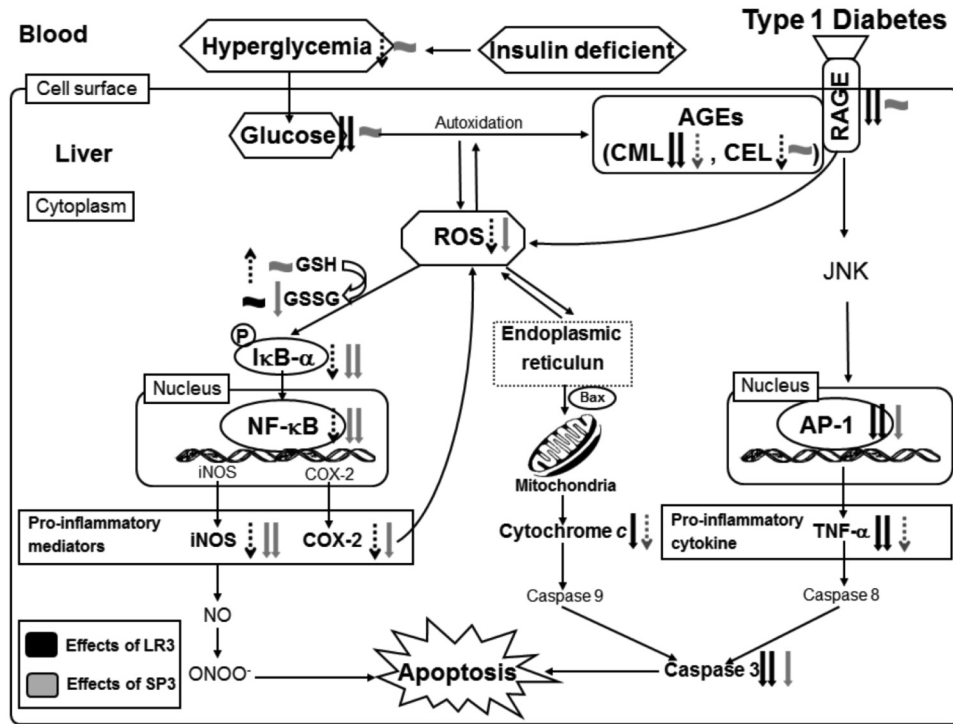 Type 1 Diabetes
Blood
Hyperglycemia
Insulin deficient
Cell surface
RAGE
Glucose
Autoxidation
AGEs
(CML , CEL )
Liver
Cytoplasm
ROS
GSH
GSSG
JNK
P
IκB-α
Endoplasmic
reticulun
Nucleus
Bax
Nucleus
NF-κB
AP-1
iNOS
COX-2
Mitochondria
Pro-inflammatory
mediators
iNOS
COX-2
Cytochrome c
Pro-inflammatory
cytokine
TNF-α
NO
Caspase 9
Caspase 8
Effects of LR3
Effects of SP3
ONOO-
Apoptosis
Caspase 3